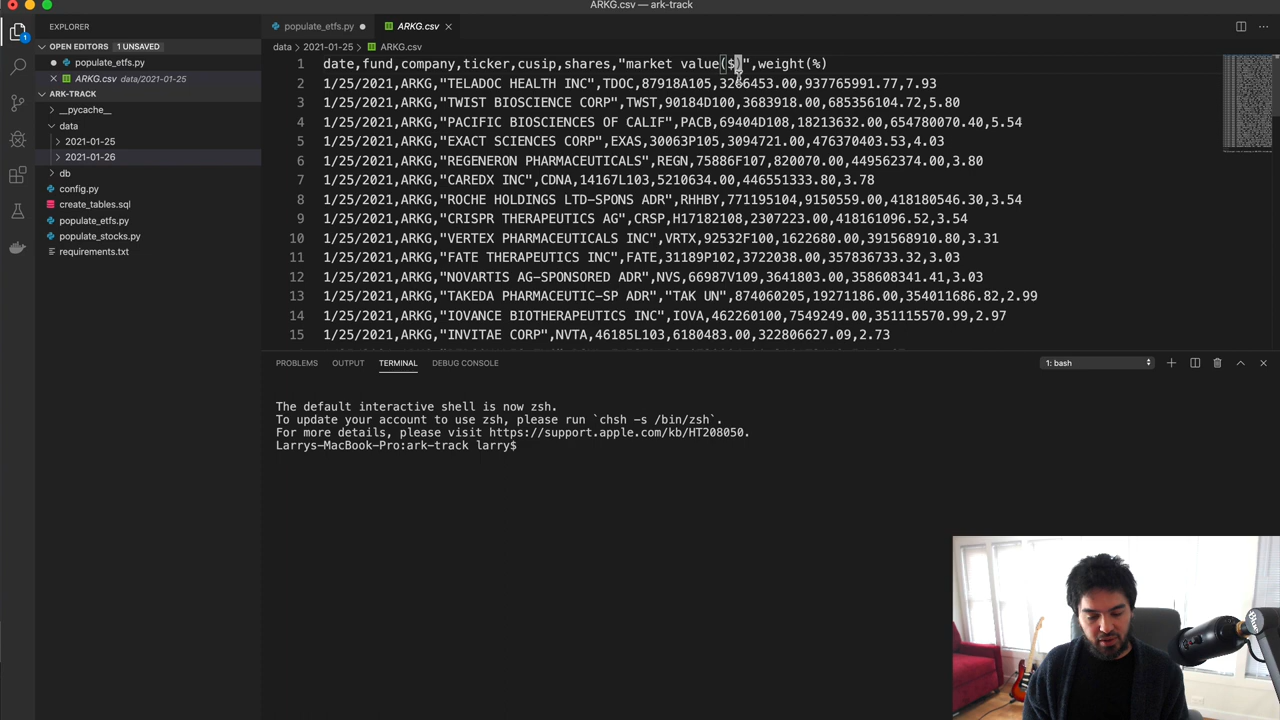 ARKG.csv — ark-track
EXPLORER
populate_etfs.py
ARKG.csv
OPEN EDITORS 1 UNSAVED
data 2021-01-25 ARKG.csv
populate_etfs.py
ARKG.csv data/2021-01-25
ARK-TRACK
__pycache__
data
2021-01-25
2021-01-26
db
config.py
create_tables.sql
populate_etfs.py
populate_stocks.py
requirements.txt
1
1 date,fund,company,ticker,cusip,shares,"market value($)",weight(%)
2 1/25/2021,ARKG,"TELADOC HEALTH INC",TDOC,87918A105,3266453.00,937765991.77,7.93
3 1/25/2021,ARKG,"TWIST BIOSCIENCE CORP",TWST,90184D100,3683918.00,685356104.72,5.80
4 1/25/2021,ARKG,"PACIFIC BIOSCIENCES OF CALIF",PACB,69404D108,18213632.00,654780070.40,5.54
5 1/25/2021,ARKG,"EXACT SCIENCES CORP",EXAS,30063P105,3094721.00,476370403.53,4.03
6 1/25/2021,ARKG,"REGENERON PHARMACEUTICALS",REGN,75886F107,820070.00,449562374.00,3.80
7 1/25/2021,ARKG,"CAREDX INC",CDNA,14167L103,5210634.00,446551333.80,3.78
8 1/25/2021,ARKG,"ROCHE HOLDINGS LTD-SPONS ADR",RHHBY,771195104,9150559.00,418180546.30,3.54
9 1/25/2021,ARKG,"CRISPR THERAPEUTICS AG",CRSP,H17182108,2307223.00,418161096.52,3.54
10 1/25/2021,ARKG,"VERTEX PHARMACEUTICALS INC",VRTX,92532F100,1622680.00,391568910.80,3.31
11 1/25/2021,ARKG,"FATE THERAPEUTICS INC",FATE,31189P102,3722038.00,357836733.32,3.03
12 1/25/2021,ARKG,"NOVARTIS AG-SPONSORED ADR",NVS,66987V109,3641803.00,358608341.41,3.03
13 1/25/2021,ARKG,"TAKEDA PHARMACEUTIC-SP ADR","TAK UN",874060205,19271186.00,354011686.82,2.99
14 1/25/2021,ARKG,"IOVANCE BIOTHERAPEUTICS INC",IOVA,462260100,7549249.00,351115570.99,2.97
15 1/25/2021,ARKG,"INVITAE CORP",NVTA,46185L103,6180483.00,322806627.09,2.73
PROBLEMS OUTPUT TERMINAL DEBUG CONSOLE
1: bash
The default interactive shell is now zsh.
To update your account to use zsh, please run `chsh -s /bin/zsh`.
For more details, please visit https://support.apple.com/kb/HT208050.
Larrys-MacBook-Pro:ark-track larry$